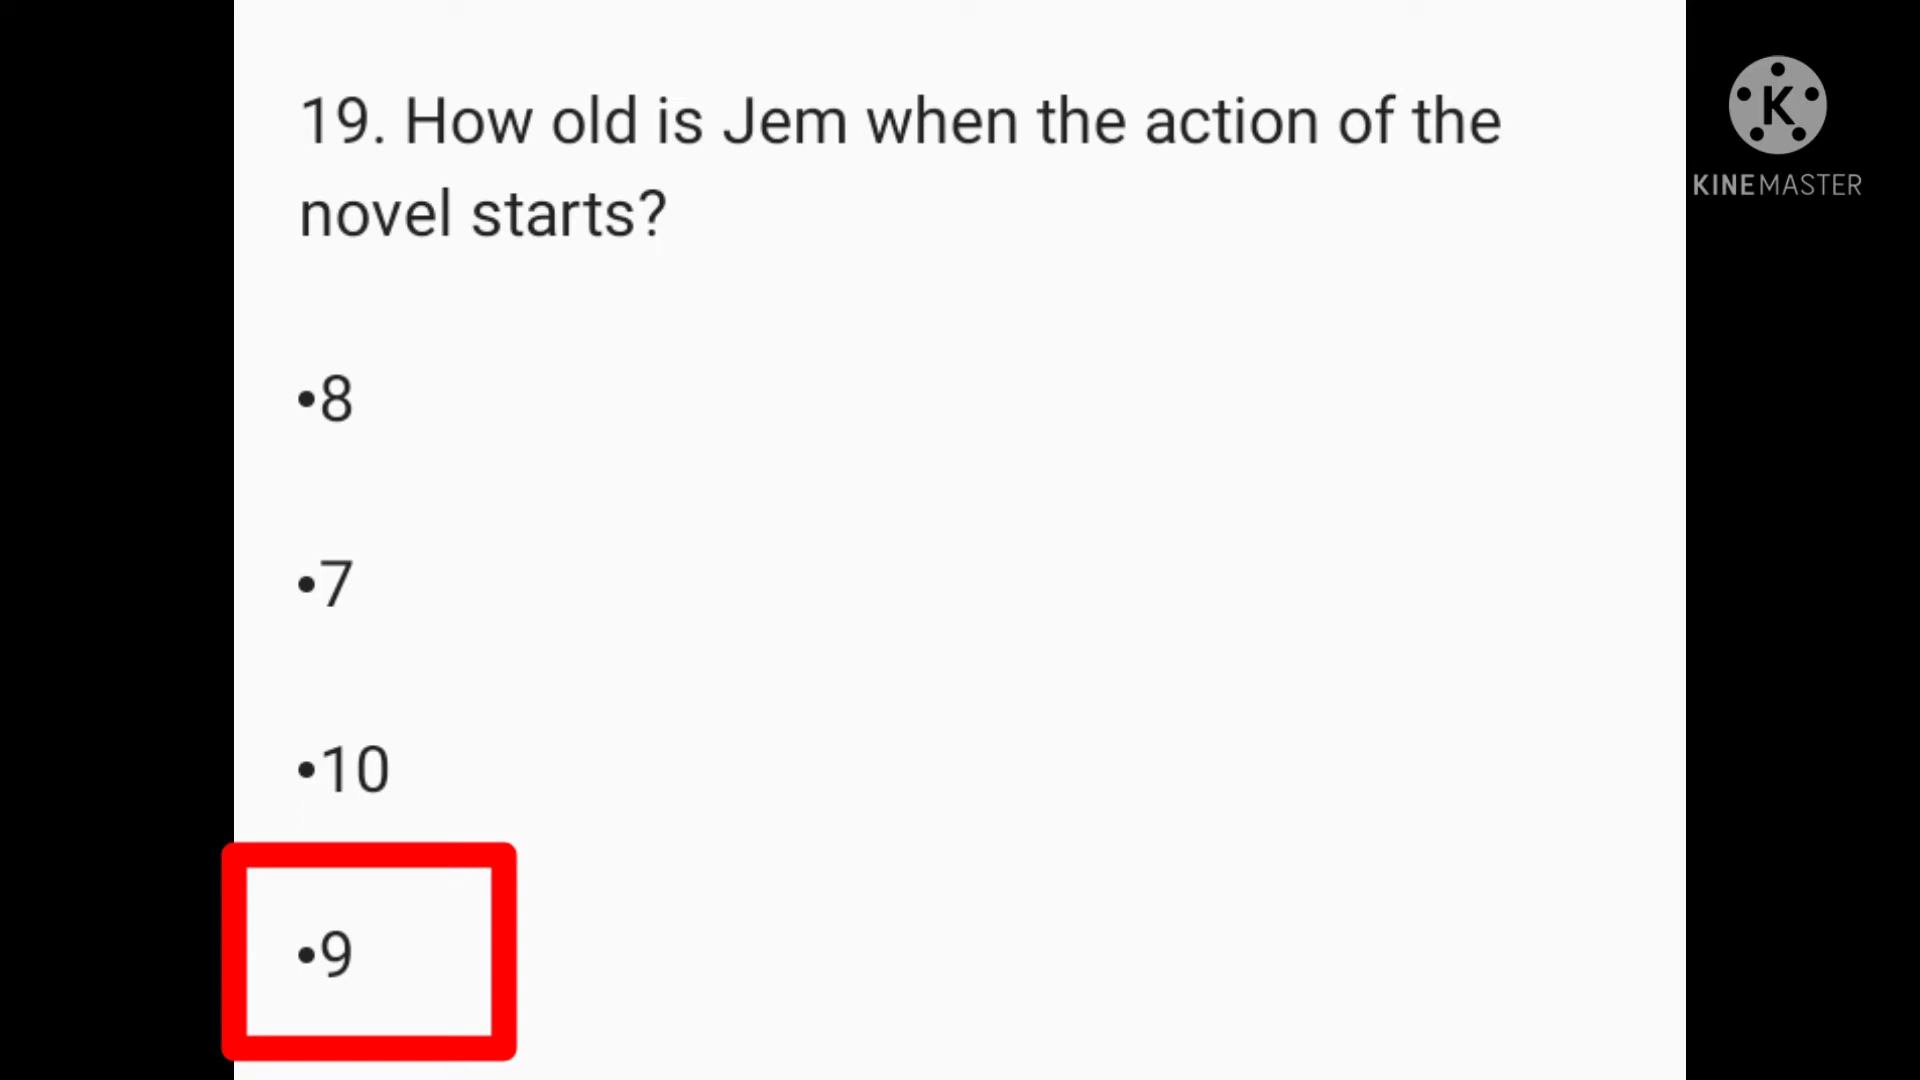 19. How old is Jem when the action of the
novel starts?
•8
•7
•10
•9
K
KINEMASTER